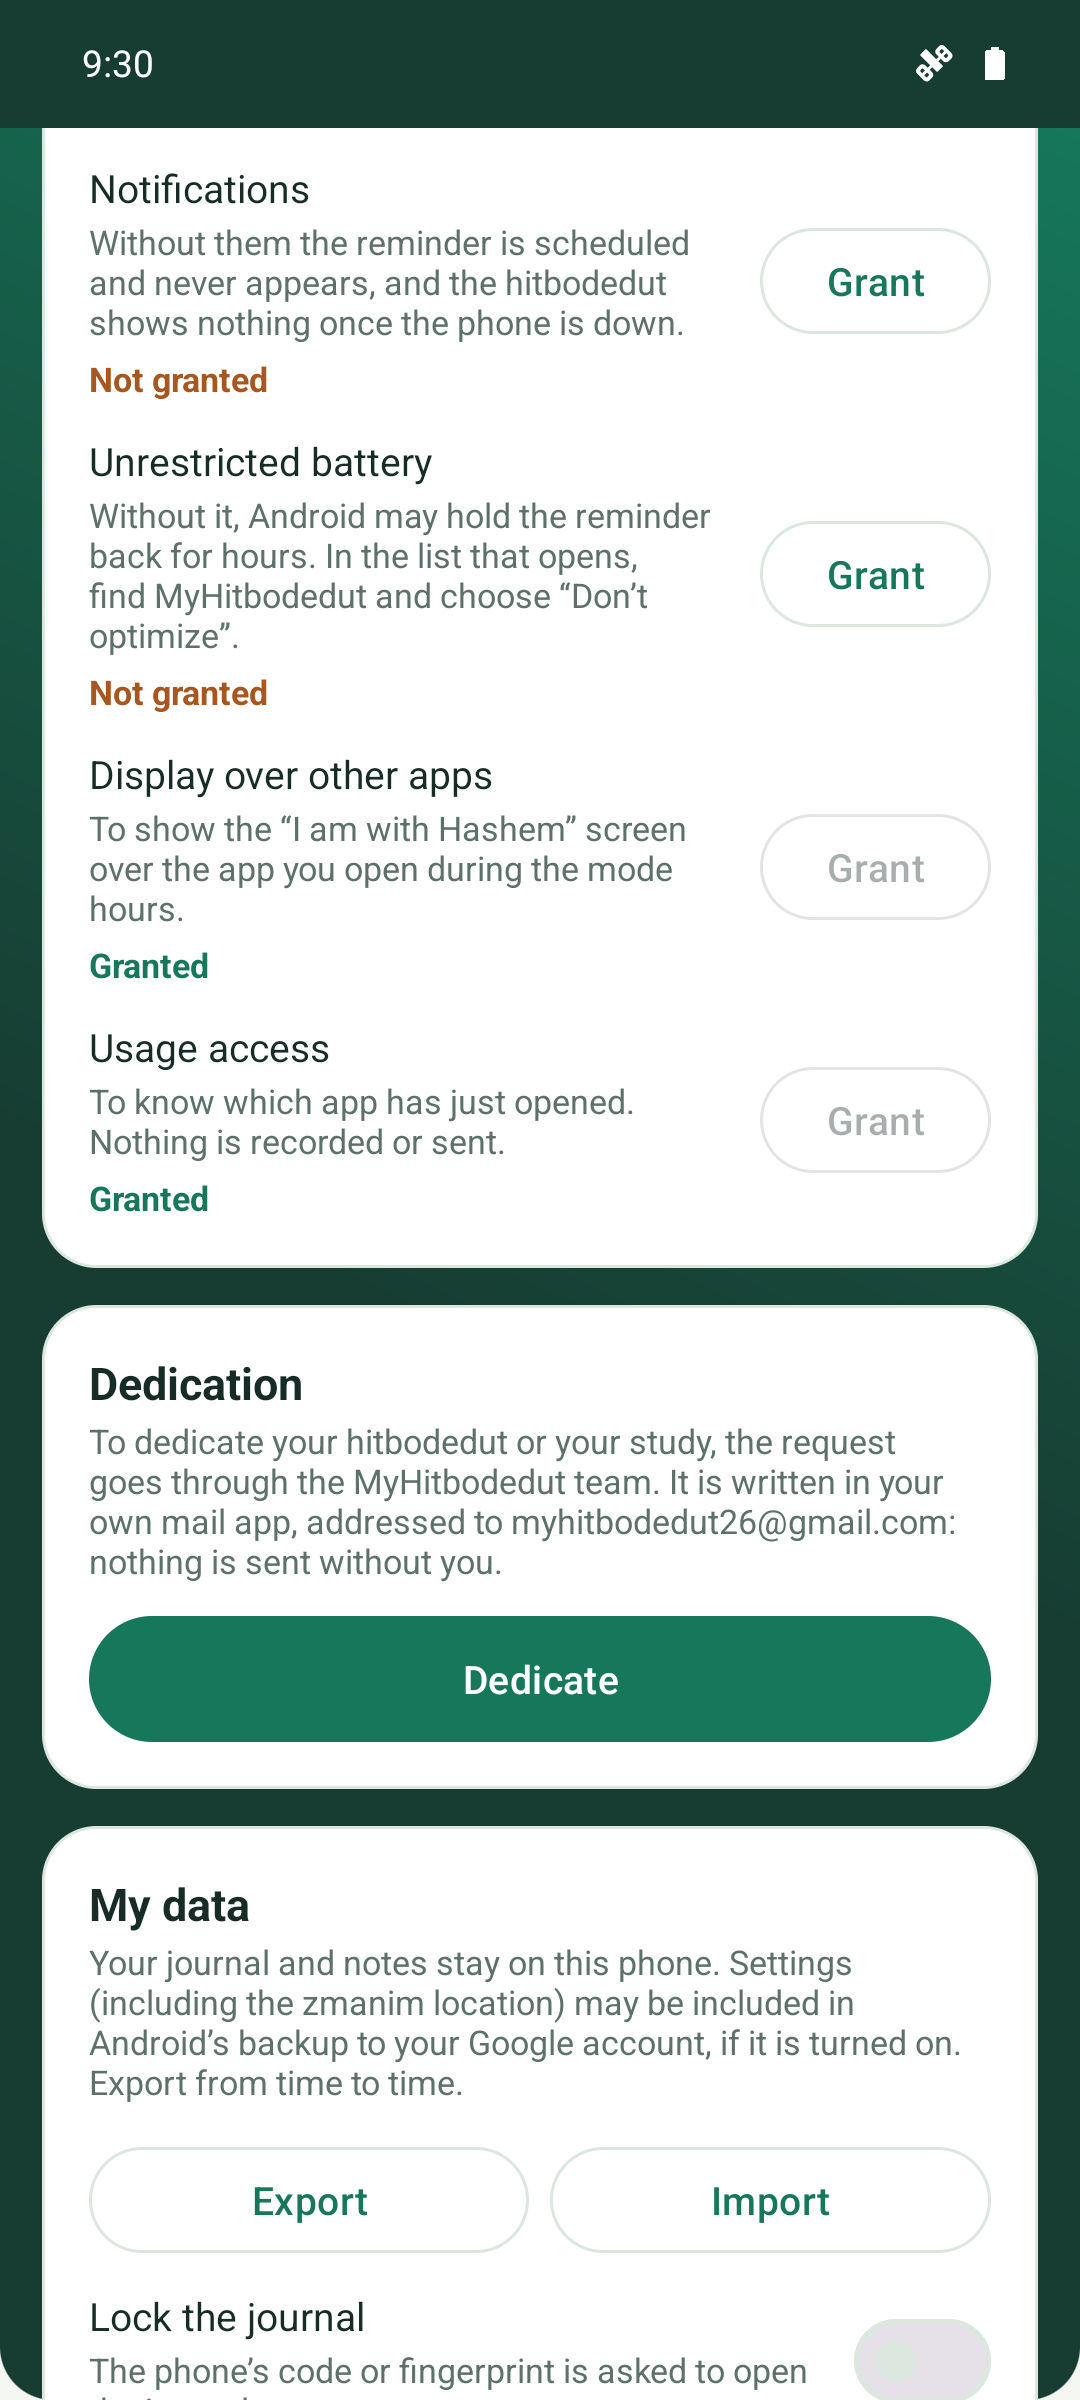 9:30
Notifications
Without them the reminder is scheduled
and never appears, and the hitbodedut
shows nothing once the phone is down.
Grant
Not granted
Unrestricted battery
Without it, Android may hold the reminder
back for hours. In the list that opens,
find MyHitbodedut and choose “Don’t
optimize”.
Grant
Not granted
Display over other apps
To show the “I am with Hashem” screen
over the app you open during the mode
hours.
Grant
Granted
Usage access
To know which app has just opened.
Nothing is recorded or sent.
Grant
Granted
Dedication
To dedicate your hitbodedut or your study, the request
goes through the MyHitbodedut team. It is written in your
own mail app, addressed to myhitbodedut26@gmail.com:
nothing is sent without you.
Dedicate
My data
Your journal and notes stay on this phone. Settings
(including the zmanim location) may be included in
Android’s backup to your Google account, if it is turned on.
Export from time to time.
Export
Import
Lock the journal
The phone’s code or fingerprint is asked to open